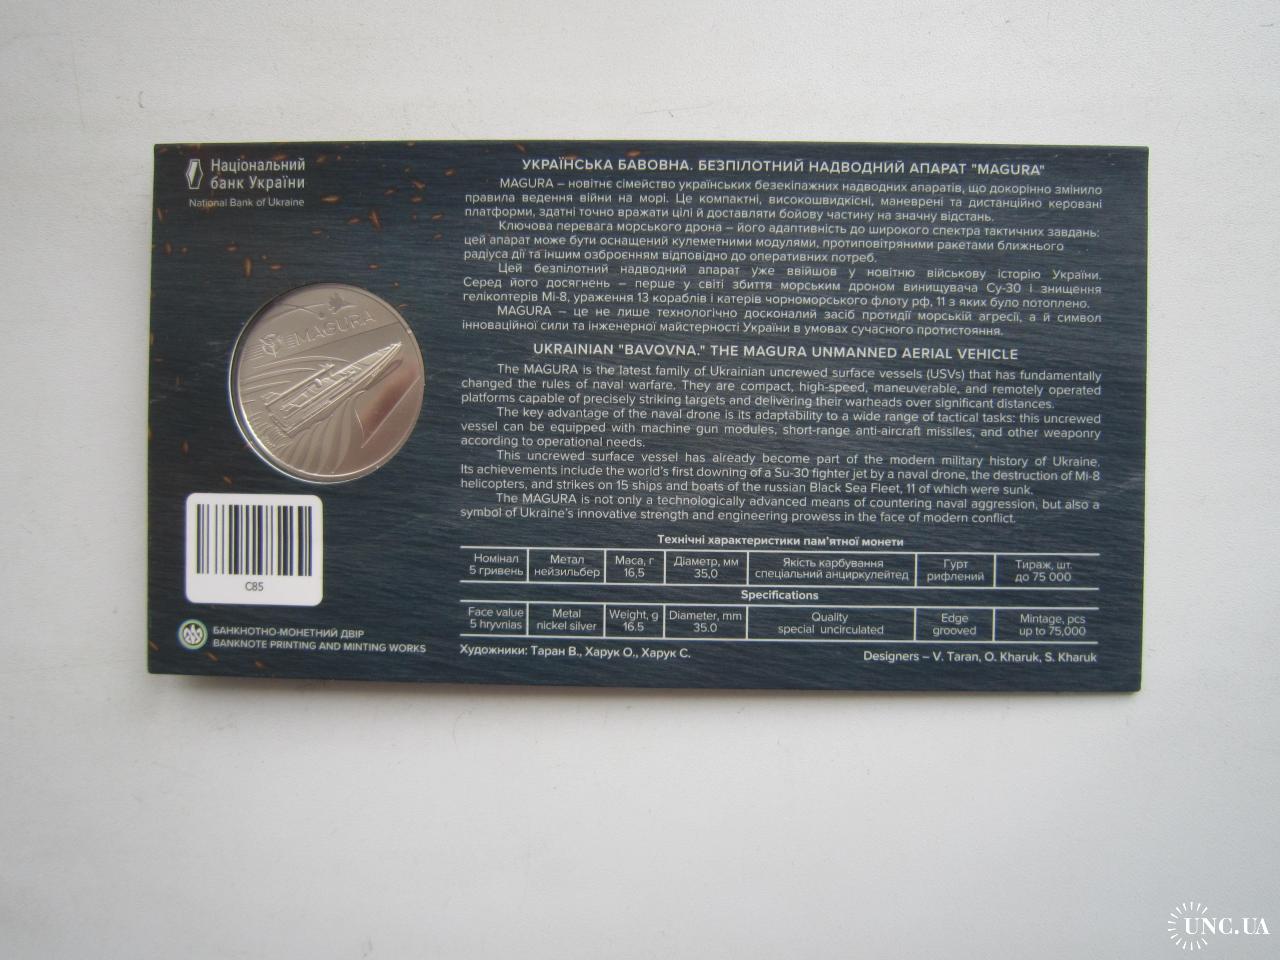 Національний
банк України
National Bank of Ukraine
MAGURA
C85
БАНКНОТНО-МОНЕТНИЙ ДВІР
BANKNOTE PRINTING AND MINTING WORKS
УКРАЇНСЬКА БАВОВНА. БЕЗПІЛОТНИЙ НАДВОДНИЙ АПАРАТ "MAGURA"
MAGURA – новітнє сімейство українських безекіпажних надводних апаратів, що докорінно змінило
правила ведення війни на морі. Це компактні, високошвидкісні, маневрені та дистанційно керовані
платформи, здатні точно вражати цілі й доставляти бойову частину на значну відстань.
Ключова перевага морського дрона – його адаптивність до широкого спектра тактичних завдань:
цей апарат може бути оснащений кулеметними модулями, протиповітряними ракетами ближнього
радіуса дії та іншим озброєнням відповідно до оперативних потреб.
Цей безпілотний надводний апарат уже ввійшов у новітню військову історію України.
Серед його досягнень – перше у світі збиття морським дроном винищувача Су-30 і знищення
гелікоптерів Мі-8, ураження 13 кораблів і катерів чорноморського флоту рф, 11 з яких було потоплено.
MAGURA – це не лише технологічно досконалий засіб протидії морській агресії, а й символ
інноваційної сили та інженерної майстерності України в умовах сучасного протистояння.
UKRAINIAN "BAVOVNA." THE MAGURA UNMANNED AERIAL VEHICLE
The MAGURA is the latest family of Ukrainian uncrewed surface vessels (USVs) that has fundamentally
changed the rules of naval warfare. They are compact, high-speed, maneuverable, and remotely operated
platforms capable of precisely striking targets and delivering their warheads over significant distances.
The key advantage of the naval drone is its adaptability to a wide range of tactical tasks: this uncrewed
vessel can be equipped with machine gun modules, short-range anti-aircraft missiles, and other weaponry
according to operational needs.
This uncrewed surface vessel has already become part of the modern military history of Ukraine.
Its achievements include the world's first downing of a Su-30 fighter jet by a naval drone, the destruction of Mi-8
helicopters, and strikes on 15 ships and boats of the russian Black Sea Fleet, 11 of which were sunk.
The MAGURA is not only a technologically advanced means of countering naval aggression, but also a
symbol of Ukraine's innovative strength and engineering prowess in the face of modern conflict.
Технічні характеристики пам'ятної монети
Номінал Метал Маса, г Діаметр, мм Якість карбування Гурт Тираж, шт.
5 гривень нейзильбер 16,5 35,0 спеціальний анциркулейтед рифлений до 75 000
Specifications
Face value Metal Weight, g Diameter, mm Quality Edge Mintage, pcs
5 hryvnias nickel silver 16.5 35.0 special uncirculated grooved up to 75,000
Художники: Таран В., Харук О., Харук С. Designers – V. Taran, O. Kharuk, S. Kharuk
UNC.UA